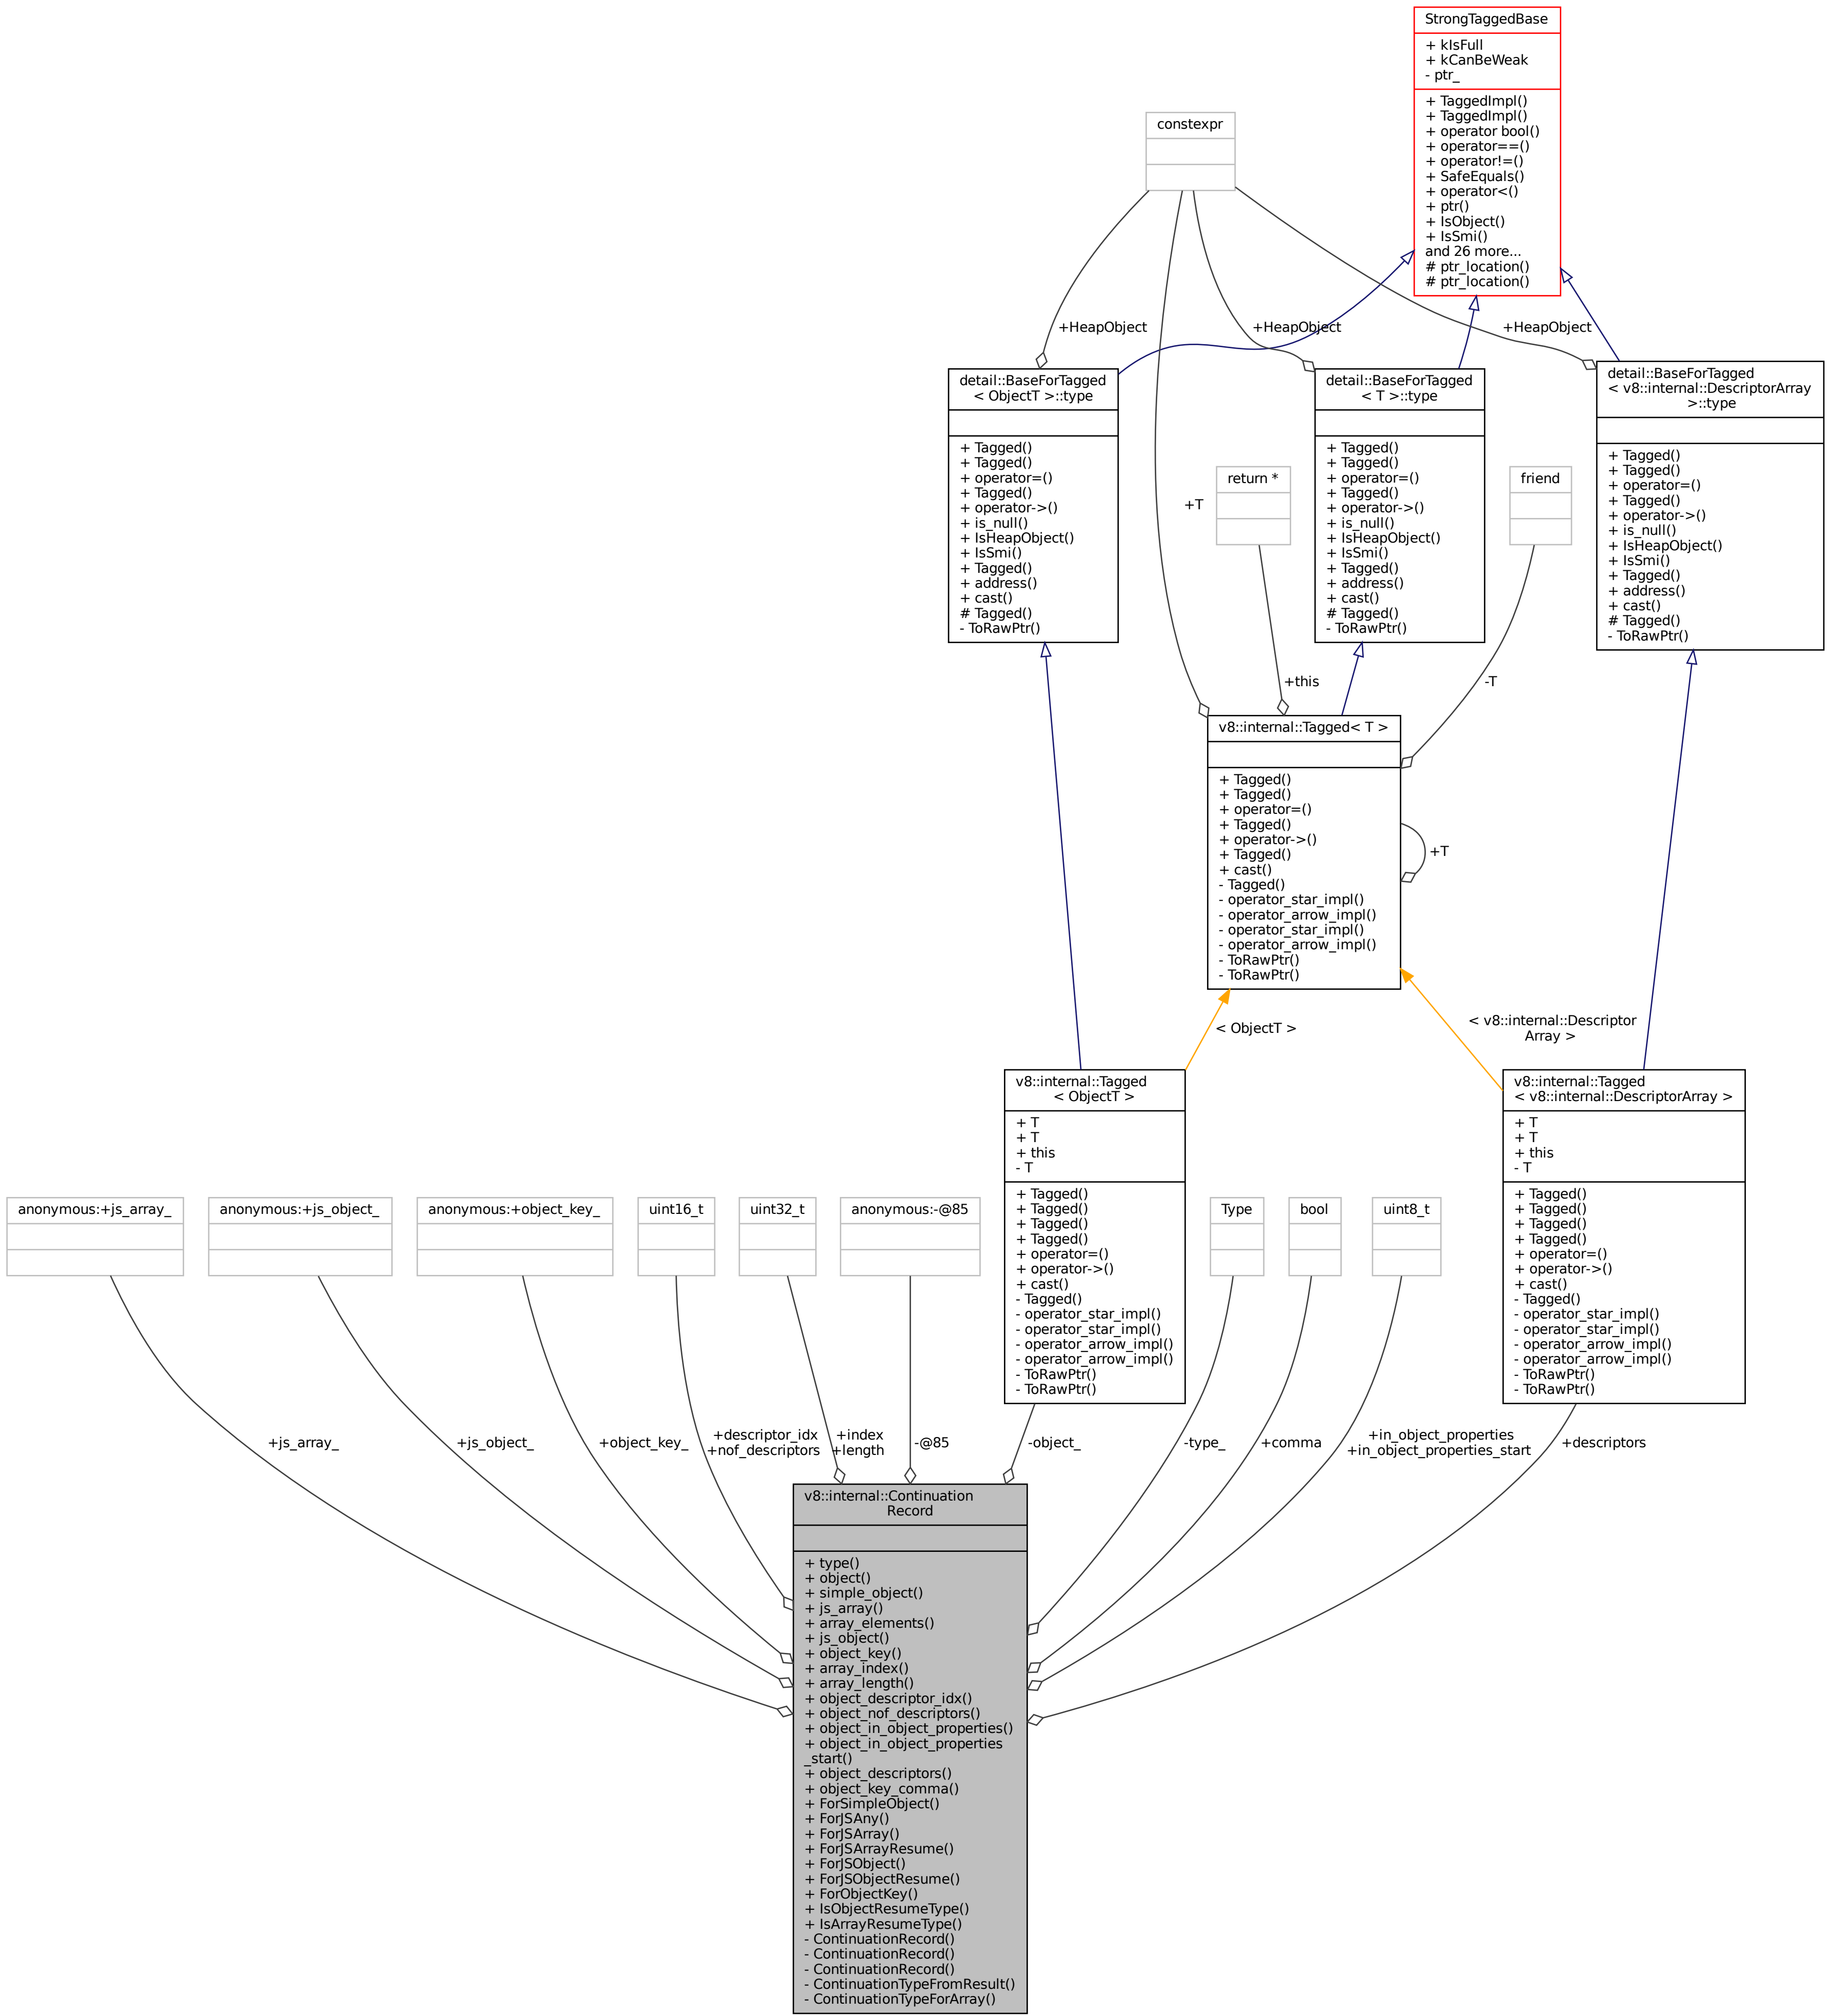 StrongTaggedBase
+ kIsFull
+ kCanBeWeak
- ptr_
+ TaggedImpl()
+ TaggedImpl()
+ operator bool()
+ operator==()
+ operator!=()
+ SafeEquals()
+ operator<()
+ ptr()
+ IsObject()
+ IsSmi()
and 26 more...
# ptr_location()
# ptr_location()
constexpr
+HeapObject
+HeapObject
+HeapObject
detail::BaseForTagged
< ObjectT >::type
+ Tagged()
+ Tagged()
+ operator=()
+ Tagged()
+ operator->()
+ is_null()
+ IsHeapObject()
+ IsSmi()
+ Tagged()
+ address()
+ cast()
# Tagged()
- ToRawPtr()
detail::BaseForTagged
< T >::type
+ Tagged()
+ Tagged()
+ operator=()
+ Tagged()
+ operator->()
+ is_null()
+ IsHeapObject()
+ IsSmi()
+ Tagged()
+ address()
+ cast()
# Tagged()
- ToRawPtr()
detail::BaseForTagged
< v8::internal::DescriptorArray
>::type
+ Tagged()
+ Tagged()
+ operator=()
+ Tagged()
+ operator->()
+ is_null()
+ IsHeapObject()
+ IsSmi()
+ Tagged()
+ address()
+ cast()
# Tagged()
- ToRawPtr()
+T
return *
friend
+this
-T
v8::internal::Tagged< T >
+ Tagged()
+ Tagged()
+ operator=()
+ Tagged()
+ operator->()
+ Tagged()
+ cast()
- Tagged()
- operator_star_impl()
- operator_arrow_impl()
- operator_star_impl()
- operator_arrow_impl()
- ToRawPtr()
- ToRawPtr()
+T
< ObjectT >
< v8::internal::Descriptor
Array >
v8::internal::Tagged
< ObjectT >
+ T
+ T
+ this
- T
+ Tagged()
+ Tagged()
+ Tagged()
+ Tagged()
+ operator=()
+ operator->()
+ cast()
- Tagged()
- operator_star_impl()
- operator_star_impl()
- operator_arrow_impl()
- operator_arrow_impl()
- ToRawPtr()
- ToRawPtr()
v8::internal::Tagged
< v8::internal::DescriptorArray >
+ T
+ T
+ this
- T
+ Tagged()
+ Tagged()
+ Tagged()
+ Tagged()
+ operator=()
+ operator->()
+ cast()
- Tagged()
- operator_star_impl()
- operator_star_impl()
- operator_arrow_impl()
- operator_arrow_impl()
- ToRawPtr()
- ToRawPtr()
anonymous:+js_array_
anonymous:+js_object_
anonymous:+object_key_
uint16_t
uint32_t
anonymous:-@85
Type
bool
uint8_t
+js_array_
+js_object_
+object_key_
+descriptor_idx
+nof_descriptors
+index
+length
-@85
-object_
-type_
+comma
+in_object_properties
+in_object_properties_start
+descriptors
v8::internal::Continuation
Record
+ type()
+ object()
+ simple_object()
+ js_array()
+ array_elements()
+ js_object()
+ object_key()
+ array_index()
+ array_length()
+ object_descriptor_idx()
+ object_nof_descriptors()
+ object_in_object_properties()
+ object_in_object_properties
_start()
+ object_descriptors()
+ object_key_comma()
+ ForSimpleObject()
+ ForJSAny()
+ ForJSArray()
+ ForJSArrayResume()
+ ForJSObject()
+ ForJSObjectResume()
+ ForObjectKey()
+ IsObjectResumeType()
+ IsArrayResumeType()
- ContinuationRecord()
- ContinuationRecord()
- ContinuationRecord()
- ContinuationTypeFromResult()
- ContinuationTypeForArray()